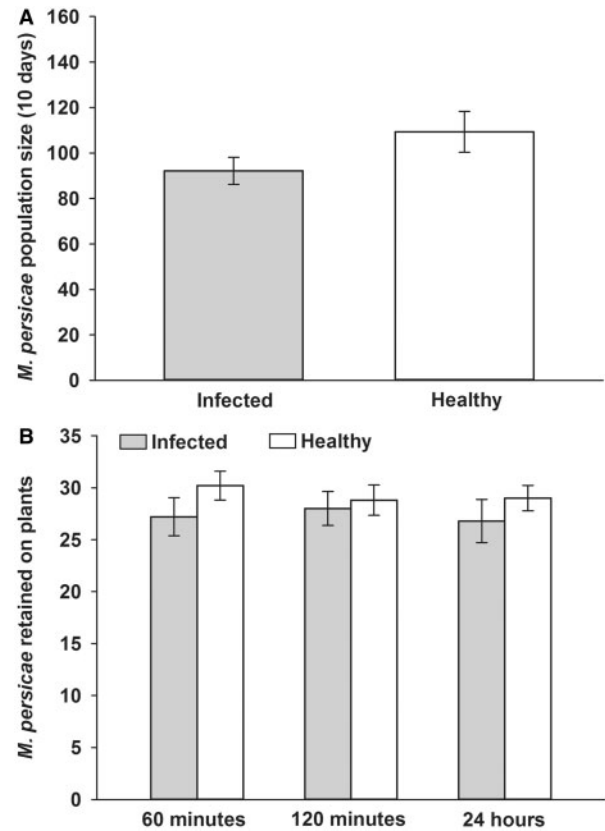 A
M. persicae population size (10 days)
160
140
120
100
80
60
40
20
0
Infected Healthy
B
M. persicae retained on plants
Infected Healthy
35
30
25
20
15
10
5
0
60 minutes 120 minutes 24 hours